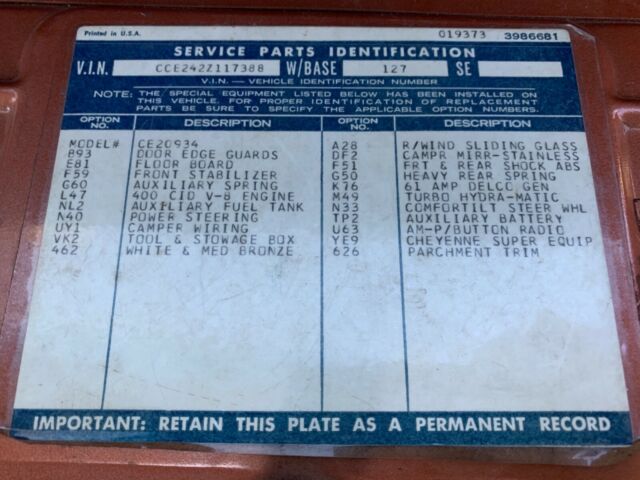 Printed in U.S.A. 019373 3986681
SERVICE PARTS IDENTIFICATION
V.I.N. CCE242Z117388 W/BASE 127 SE
V.I.N. – VEHICLE IDENTIFICATION NUMBER
NOTE: THE SPECIAL EQUIPMENT LISTED BELOW HAS BEEN INSTALLED ON
THIS VEHICLE. FOR PROPER IDENTIFICATION OF REPLACEMENT
PARTS BE SURE TO SPECIFY THE APPLICABLE OPTION NUMBERS.
OPTION NO. DESCRIPTION OPTION NO. DESCRIPTION
MODEL# CE20934 A28 R/WIND SLIDING GLASS
B93 DOOR EDGE GUARDS DF2 CAMPR MIRR-STAINLESS
E81 FLOOR BOARD F51 FRT & REAR SHOCK ABS
F59 FRONT STABILIZER G50 HEAVY REAR SPRING
G60 AUXILIARY SPRING K76 61 AMP DELCO GEN
L47 400 CID V-8 ENGINE M49 TURBO HYDRA-MATIC
NL2 AUXILIARY FUEL TANK N33 COMFORTILT STEER WHL
N40 POWER STEERING TP2 AUXILIARY BATTERY
UY1 CAMPER WIRING U63 AM-P/BUTTON RADIO
VK2 TOOL & STOWAGE BOX YE9 CHEYENNE SUPER EQUIP
462 WHITE & MED BRONZE 626 PARCHMENT TRIM
IMPORTANT: RETAIN THIS PLATE AS A PERMANENT RECORD